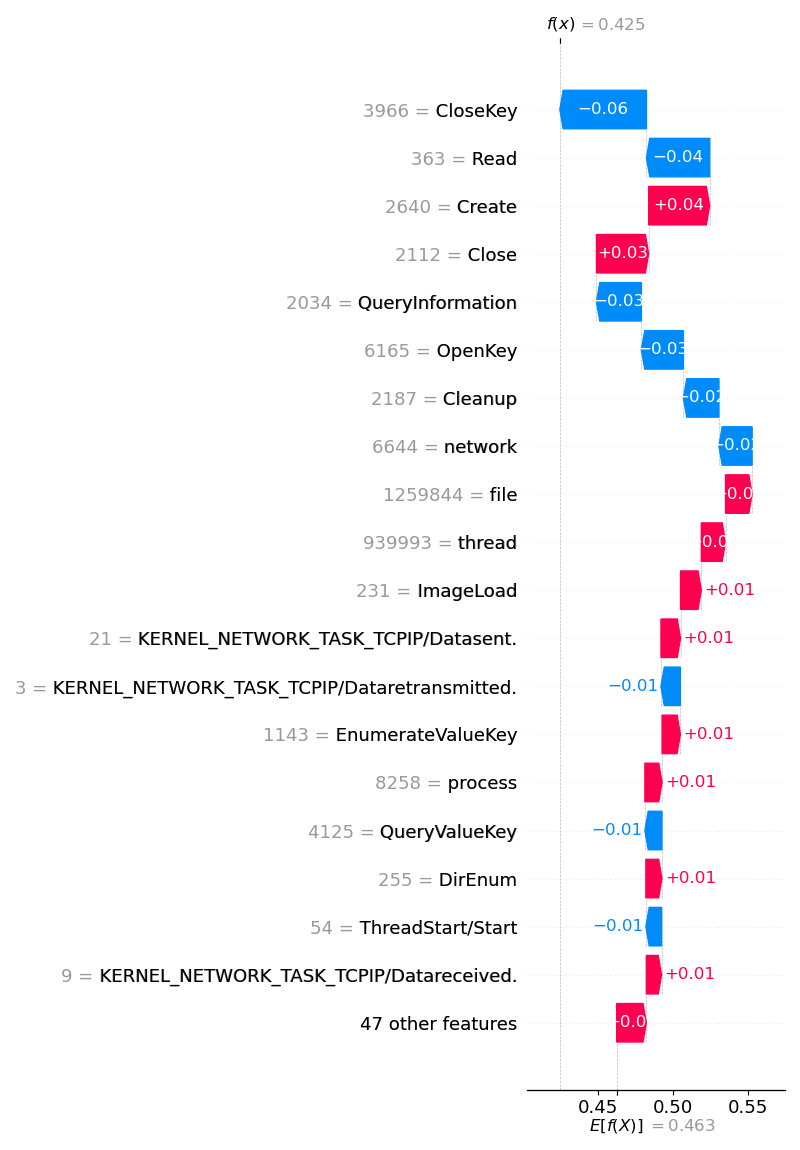 f(x) = 0.425
3966 = CloseKey −0.06
363 = Read −0.04
2640 = Create +0.04
2112 = Close +0.03
2034 = QueryInformation −0.03
6165 = OpenKey −0.03
2187 = Cleanup −0.02
6644 = network
1259844 = file
939993 = thread
231 = ImageLoad +0.01
21 = KERNEL_NETWORK_TASK_TCPIP/Datasent. +0.01
3 = KERNEL_NETWORK_TASK_TCPIP/Dataretransmitted. −0.01
1143 = EnumerateValueKey +0.01
8258 = process +0.01
4125 = QueryValueKey −0.01
255 = DirEnum +0.01
54 = ThreadStart/Start −0.01
9 = KERNEL_NETWORK_TASK_TCPIP/Datareceived. +0.01
47 other features
0.45 0.50 0.55
E[f(X)] = 0.463